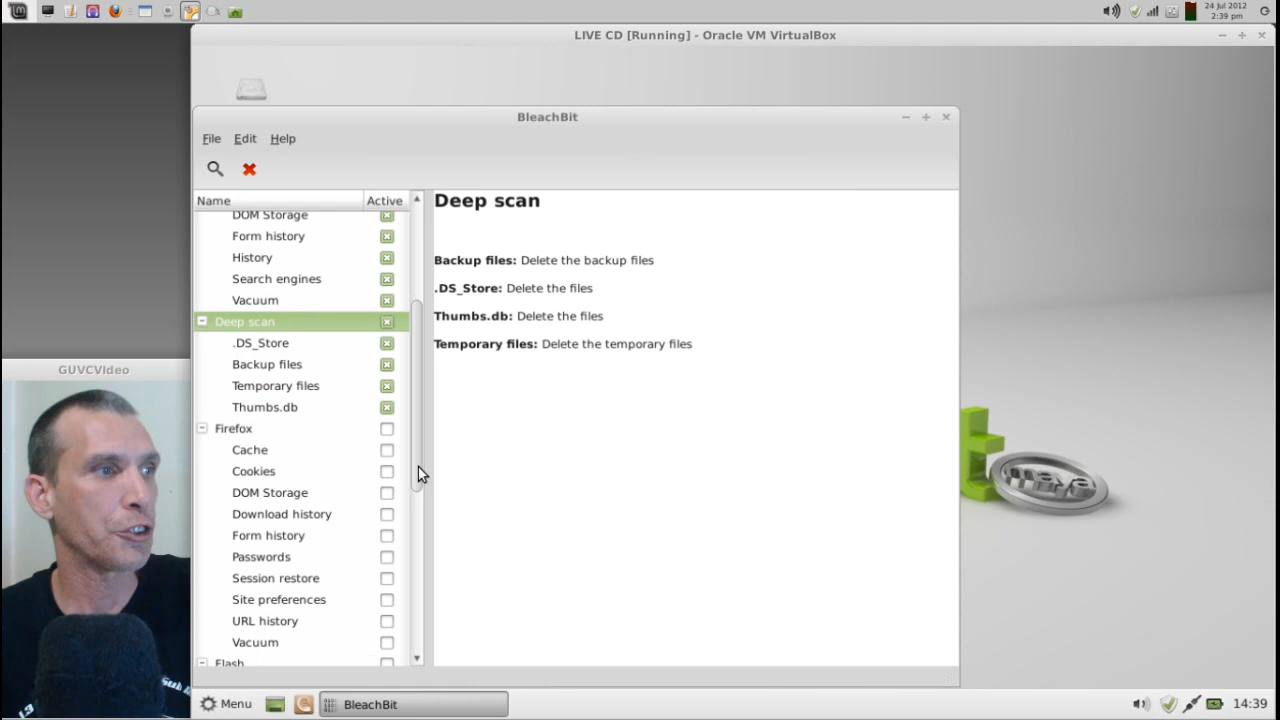 24 Jul 2012
2:39 pm
LIVE CD [Running] - Oracle VM VirtualBox
BleachBit
File Edit Help
Name Active
DOM Storage
Form history
History
Search engines
Vacuum
Deep scan
.DS_Store
Backup files
Temporary files
Thumbs.db
Firefox
Cache
Cookies
DOM Storage
Download history
Form history
Passwords
Session restore
Site preferences
URL history
Vacuum
Flash
Deep scan
Backup files: Delete the backup files
.DS_Store: Delete the files
Thumbs.db: Delete the files
Temporary files: Delete the temporary files
GUVCVideo
maya
Menu
BleachBit
14:39